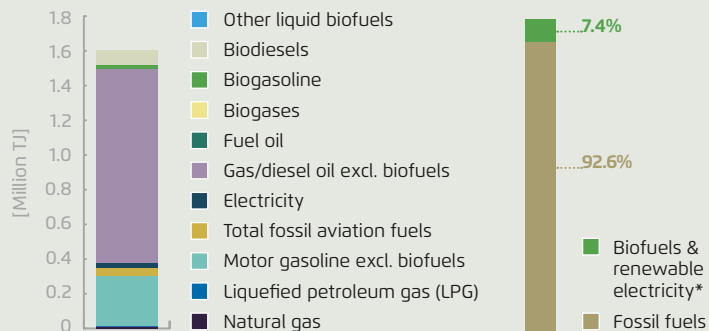 [Million TJ]
1.8
1.6
1.4
1.2
1.0
0.8
0.6
0.4
0.2
0
Other liquid biofuels
Biodiesels
Biogasoline
Biogases
Fuel oil
Gas/diesel oil excl. biofuels
Electricity
Total fossil aviation fuels
Motor gasoline excl. biofuels
Liquefied petroleum gas (LPG)
Natural gas
7.4%
92.6%
Biofuels &
renewable
electricity*
Fossil fuels